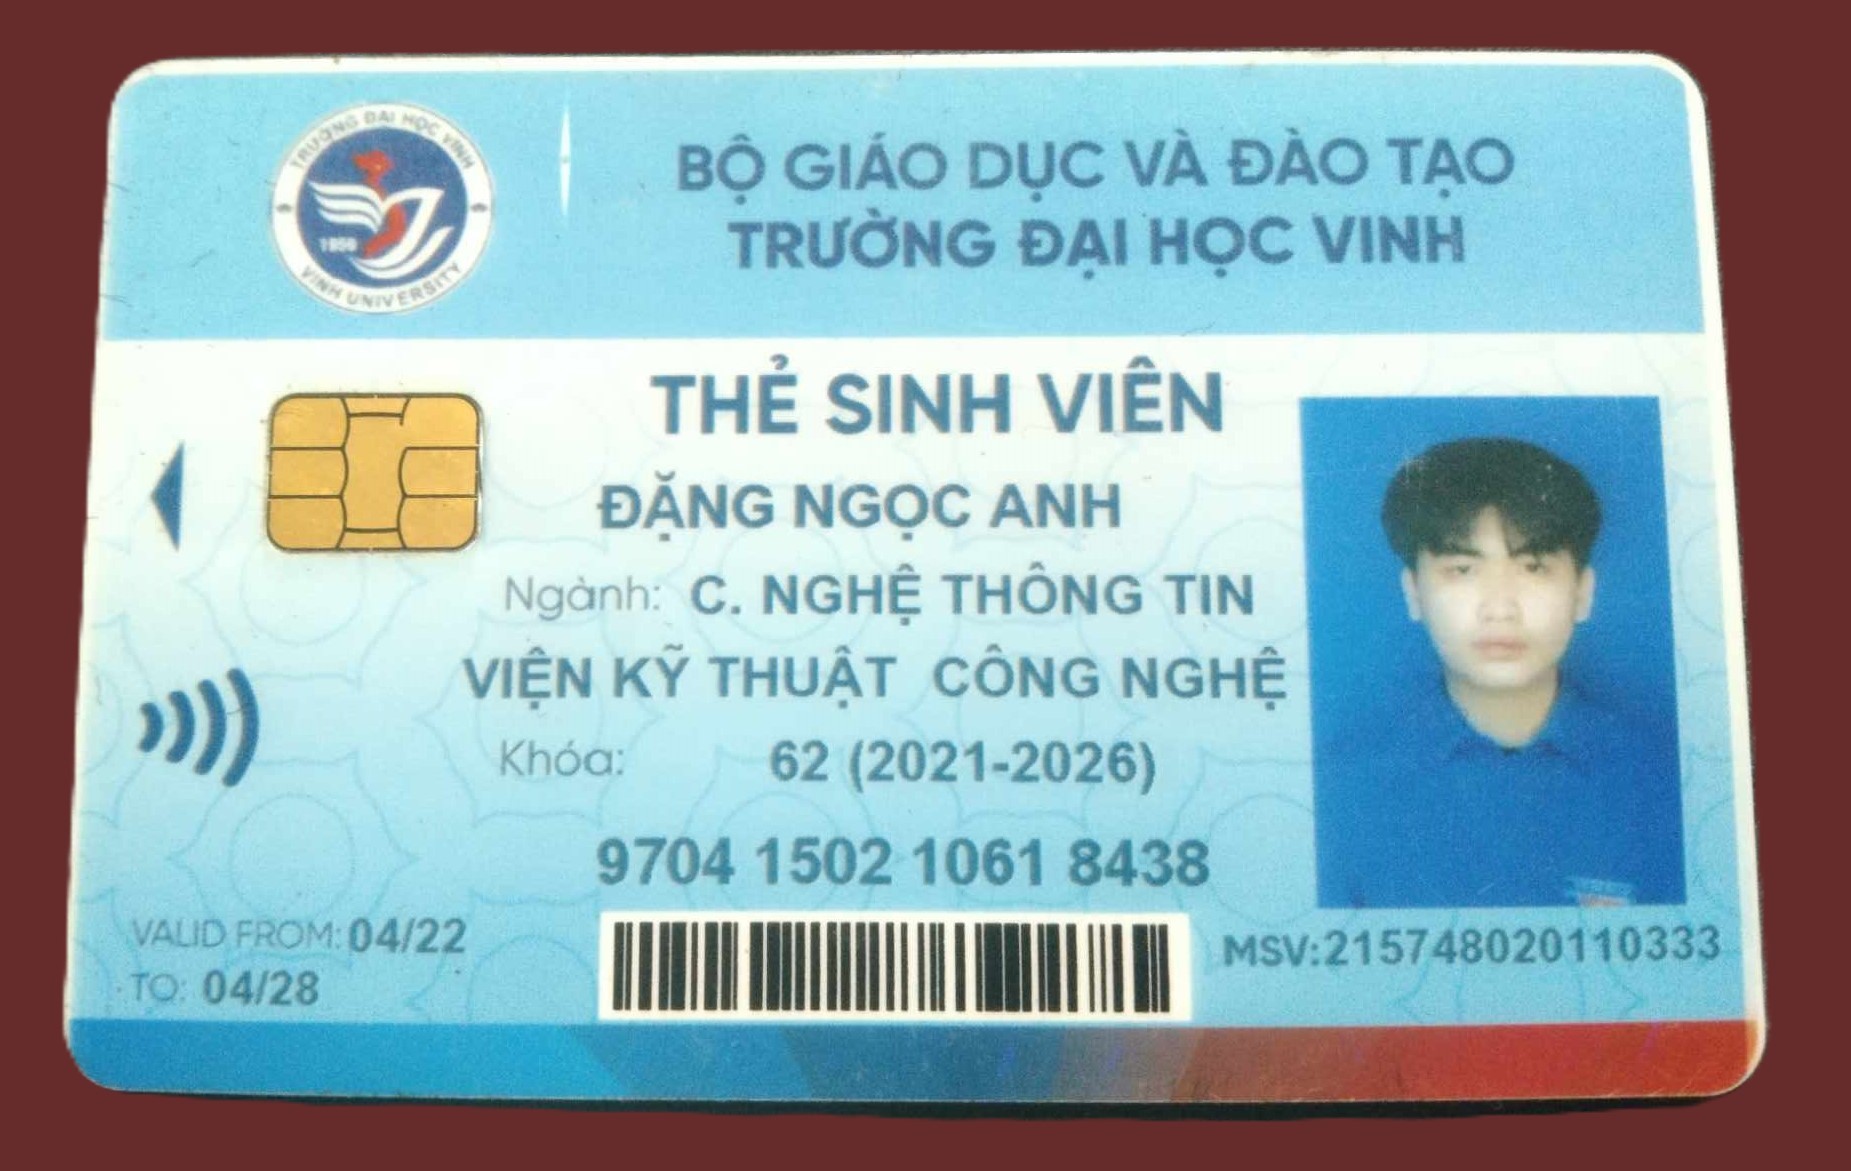 TRƯỜNG ĐẠI HỌC VINH
1959
VINH UNIVERSITY
BỘ GIÁO DỤC VÀ ĐÀO TẠO
TRƯỜNG ĐẠI HỌC VINH
THẺ SINH VIÊN
ĐẶNG NGỌC ANH
Ngành: C. NGHỆ THÔNG TIN
VIỆN KỸ THUẬT CÔNG NGHỆ
Khóa: 62 (2021-2026)
9704 1502 1061 8438
VALID FROM: 04/22
TO: 04/28
MSV:215748020110333